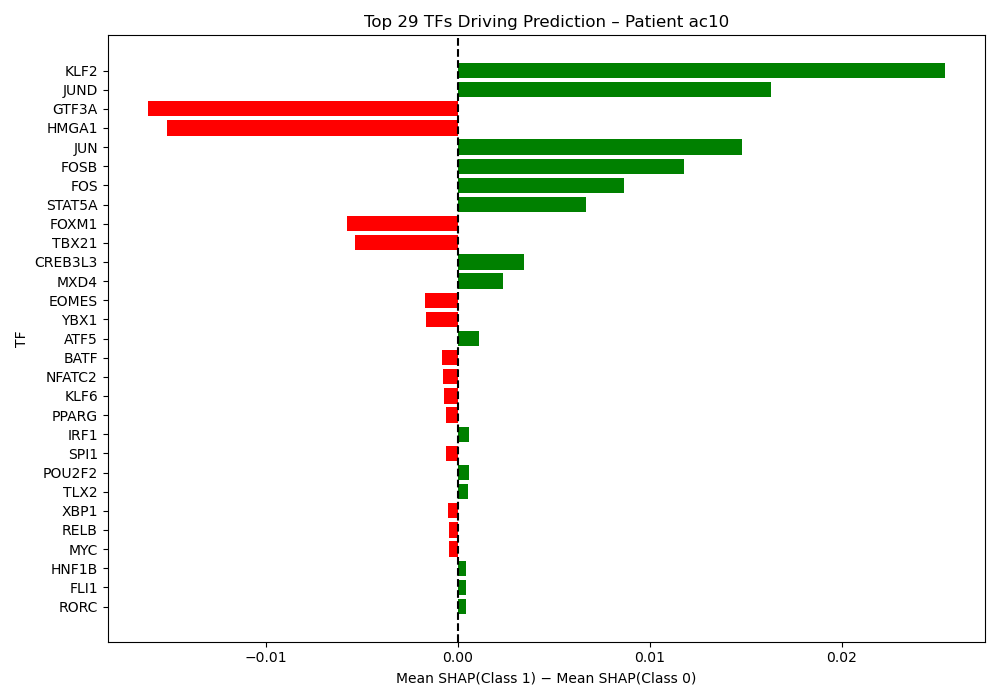 Top 29 TFs Driving Prediction – Patient ac10
TF
KLF2
JUND
GTF3A
HMGA1
JUN
FOSB
FOS
STAT5A
FOXM1
TBX21
CREB3L3
MXD4
EOMES
YBX1
ATF5
BATF
NFATC2
KLF6
PPARG
IRF1
SPI1
POU2F2
TLX2
XBP1
RELB
MYC
HNF1B
FLI1
RORC
−0.01 0.00 0.01 0.02
Mean SHAP(Class 1) − Mean SHAP(Class 0)